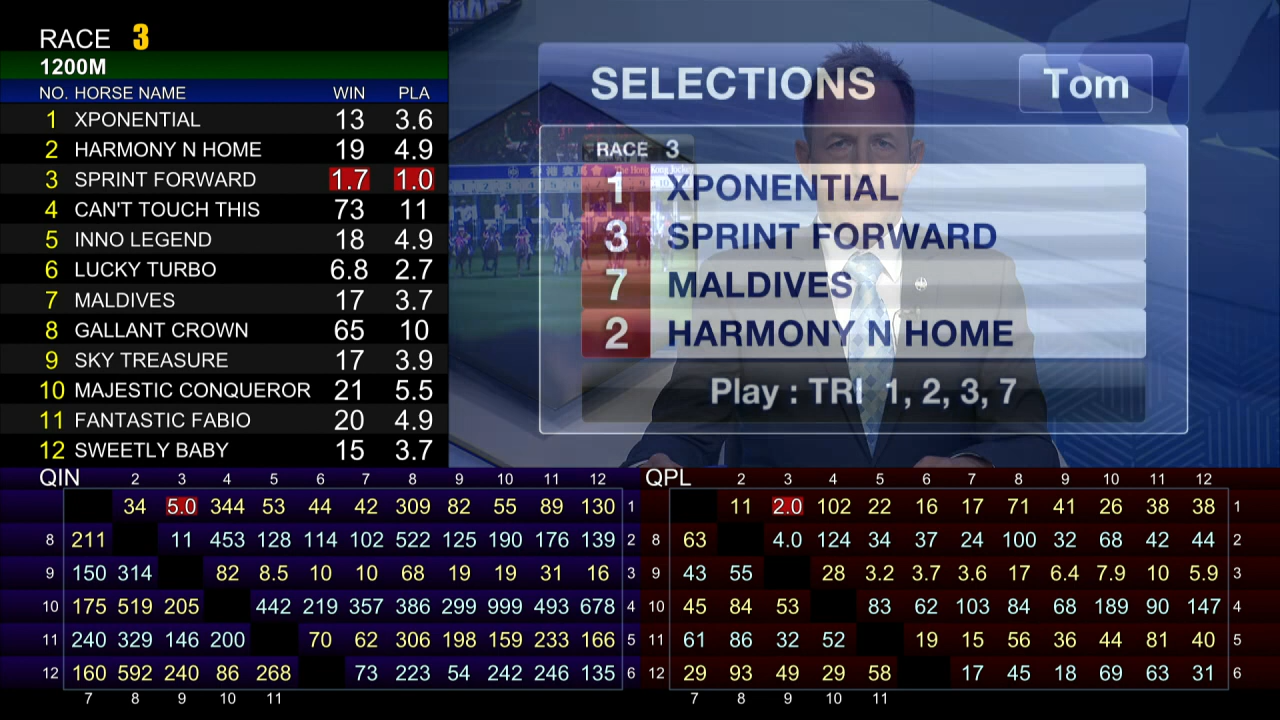 RACE 3
1200M
NO. HORSE NAME WIN PLA
1 XPONENTIAL 13 3.6
2 HARMONY N HOME 19 4.9
3 SPRINT FORWARD 1.7 1.0
4 CAN'T TOUCH THIS 73 11
5 INNO LEGEND 18 4.9
6 LUCKY TURBO 6.8 2.7
7 MALDIVES 17 3.7
8 GALLANT CROWN 65 10
9 SKY TREASURE 17 3.9
10 MAJESTIC CONQUEROR 21 5.5
11 FANTASTIC FABIO 20 4.9
12 SWEETLY BABY 15 3.7
SELECTIONS Tom
RACE 3
1 XPONENTIAL
3 SPRINT FORWARD
7 MALDIVES
2 HARMONY N HOME
Play : TRI 1, 2, 3, 7
QIN 2 3 4 5 6 7 8 9 10 11 12
34 5.0 344 53 44 42 309 82 55 89 130 1
8 211 11 453 128 114 102 522 125 190 176 139 2
9 150 314 82 8.5 10 10 68 19 19 31 16 3
10 175 519 205 442 219 357 386 299 999 493 678 4
11 240 329 146 200 70 62 306 198 159 233 166 5
12 160 592 240 86 268 73 223 54 242 246 135 6
7 8 9 10 11
QPL 2 3 4 5 6 7 8 9 10 11 12
11 2.0 102 22 16 17 71 41 26 38 38 1
8 63 4.0 124 34 37 24 100 32 68 42 44 2
9 43 55 28 3.2 3.7 3.6 17 6.4 7.9 10 5.9 3
10 45 84 53 83 62 103 84 68 189 90 147 4
11 61 86 32 52 19 15 56 36 44 81 40 5
12 29 93 49 29 58 17 45 18 69 63 31 6
7 8 9 10 11